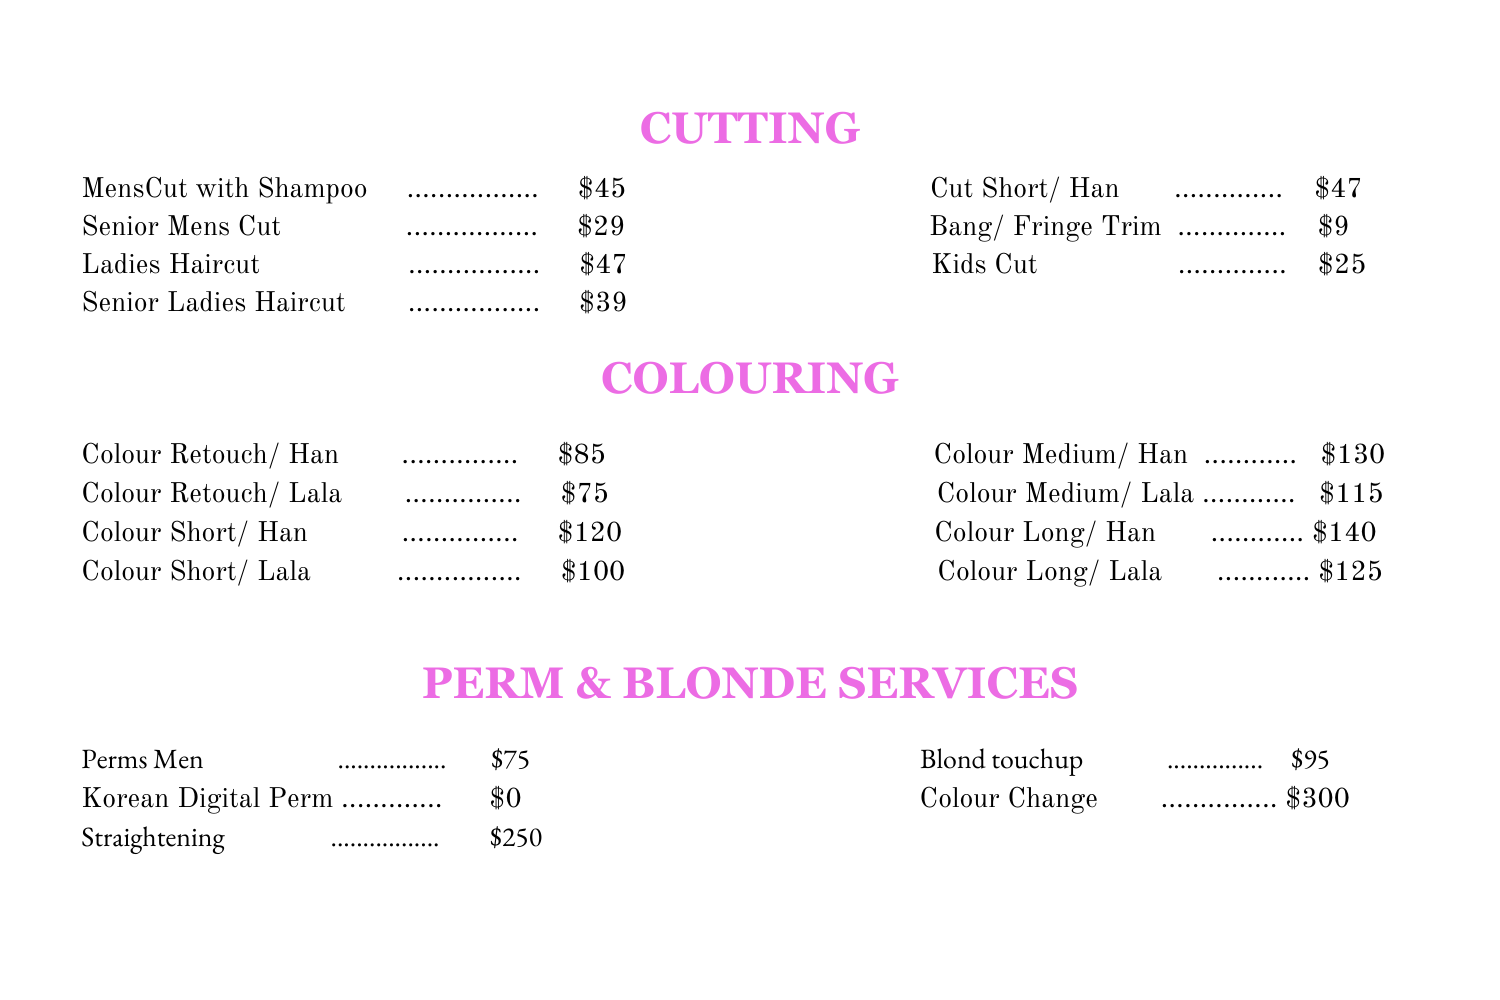 CUTTING
MensCut with Shampoo ................. $45
Senior Mens Cut ................. $29
Ladies Haircut ................. $47
Senior Ladies Haircut ................. $39
Cut Short/ Han .............. $47
Bang/ Fringe Trim .............. $9
Kids Cut .............. $25
COLOURING
Colour Retouch/ Han ............... $85
Colour Retouch/ Lala ............... $75
Colour Short/ Han ............... $120
Colour Short/ Lala ................ $100
Colour Medium/ Han ............ $130
Colour Medium/ Lala ............ $115
Colour Long/ Han ............ $140
Colour Long/ Lala ............ $125
PERM & BLONDE SERVICES
Perms Men ................. $75
Korean Digital Perm ............. $0
Straightening ................. $250
Blond touchup ............... $95
Colour Change ............... $300